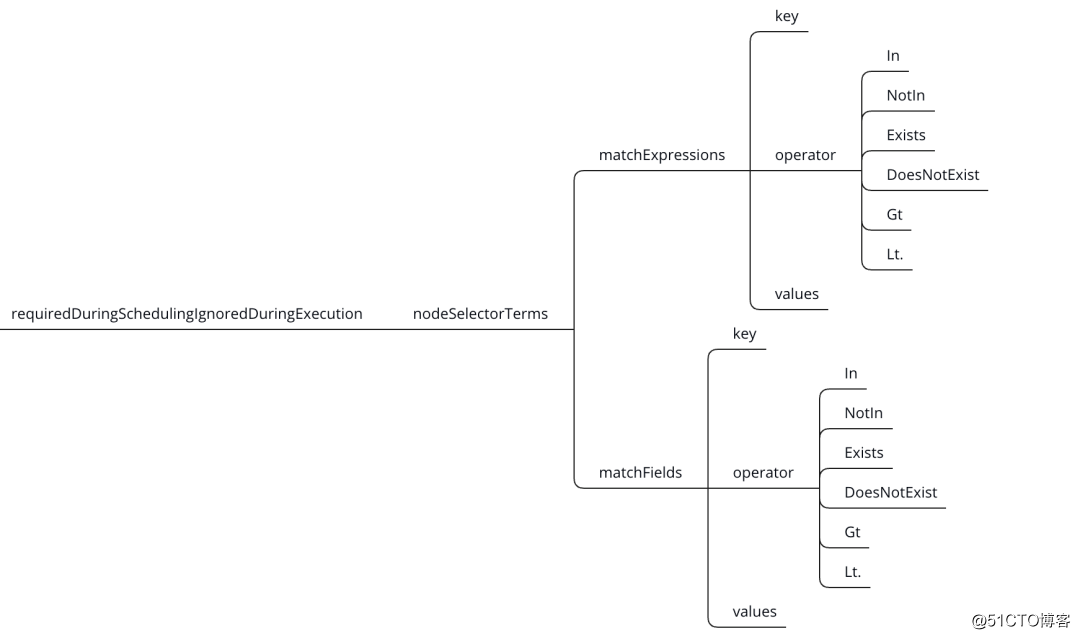 key
In
NotIn
Exists
matchExpressions
operator
DoesNotExist
Gt
Lt.
values
requiredDuringSchedulingIgnoredDuringExecution
nodeSelectorTerms
key
In
NotIn
Exists
matchFields
operator
DoesNotExist
Gt
Lt.
values
@51CTO博客